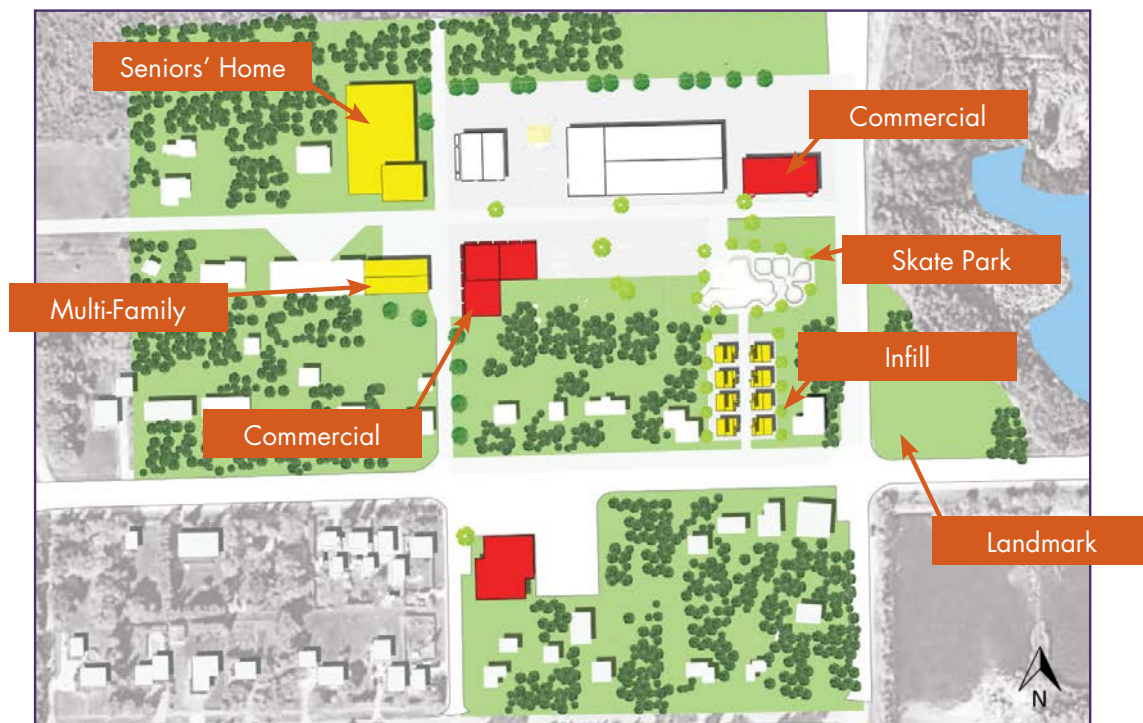 Seniors’ Home
Commercial
Skate Park
Multi-Family
Infill
Commercial
Landmark
N